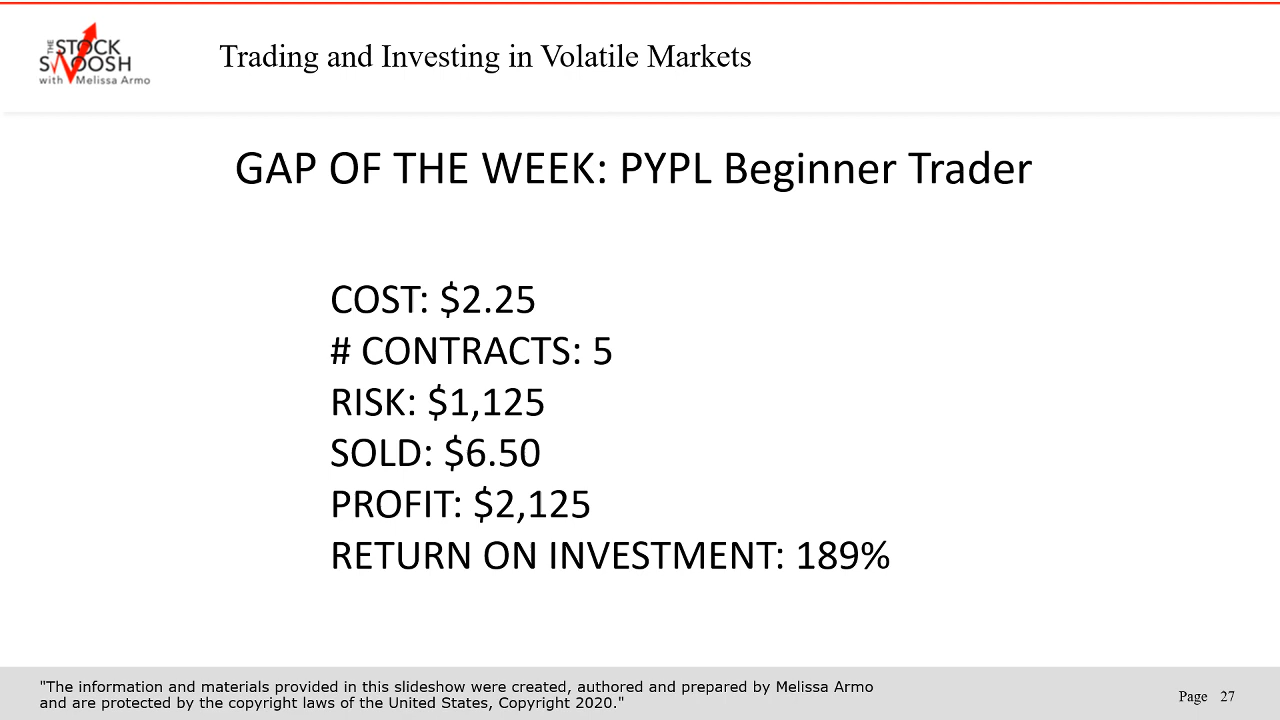 THE STOCK
SWOOSH
with Melissa Armo
Trading and Investing in Volatile Markets
GAP OF THE WEEK: PYPL Beginner Trader
COST: $2.25
# CONTRACTS: 5
RISK: $1,125
SOLD: $6.50
PROFIT: $2,125
RETURN ON INVESTMENT: 189%
"The information and materials provided in this slideshow were created, authored and prepared by Melissa Armo
and are protected by the copyright laws of the United States, Copyright 2020."
Page 27